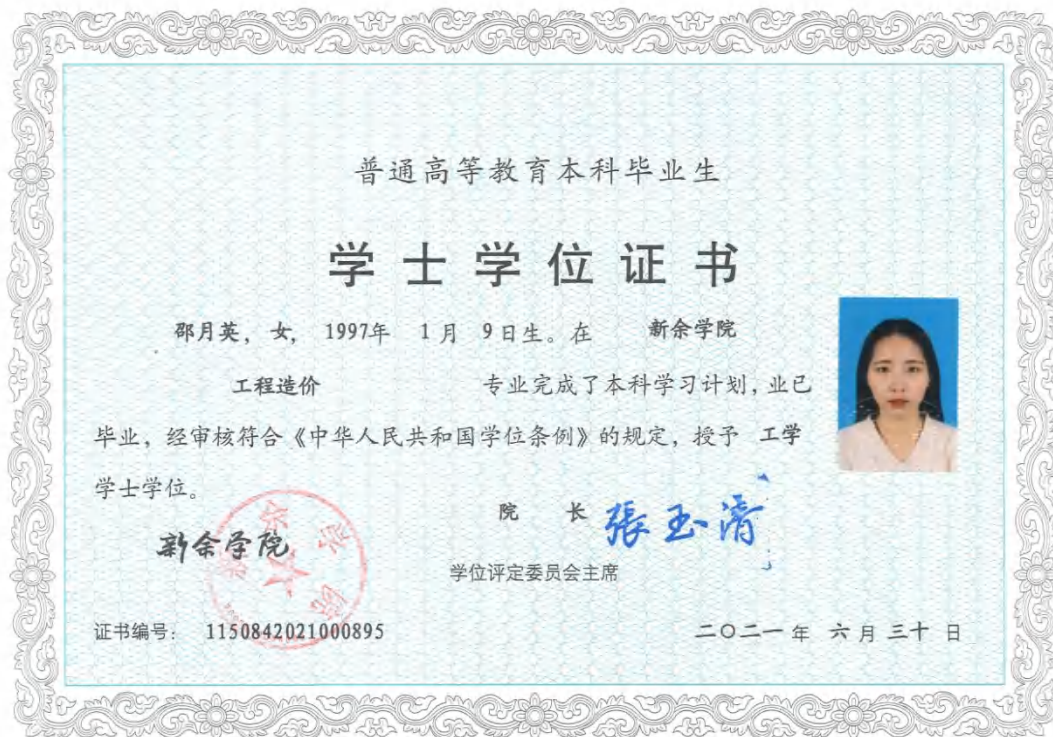 普通高等教育本科毕业生
学士学位证书
邵月英，女，1997年 1月 9日生。在 新余学院
工程造价 专业完成了本科学习计划，业已
毕业，经审核符合《中华人民共和国学位条例》的规定，授予 工学
学士学位。
院 长 張玉清
新余学院
学位评定委员会主席
证书编号： 1150842021000895
二〇二一年 六月三十日